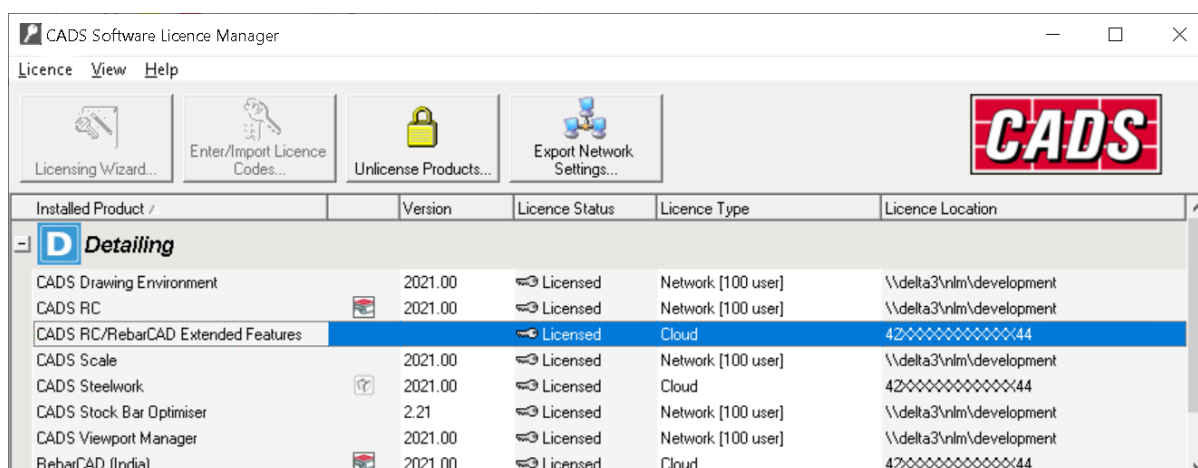 CADS Software Licence Manager
Licence View Help
Licensing Wizard...
Enter/Import Licence
Codes...
Unlicense Products...
Export Network
Settings...
CADS
Installed Product Version Licence Status Licence Type Licence Location
D Detailing
CADS Drawing Environment 2021.00 Licensed Network [100 user] \\delta3\nlm\development
CADS RC 2021.00 Licensed Network [100 user] \\delta3\nlm\development
CADS RC/RebarCAD Extended Features Licensed Cloud 42XXXXXXXXXXXX44
CADS Scale 2021.00 Licensed Network [100 user] \\delta3\nlm\development
CADS Steelwork 2021.00 Licensed Cloud 42XXXXXXXXXXXX44
CADS Stock Bar Optimiser 2.21 Licensed Network [100 user] \\delta3\nlm\development
CADS Viewport Manager 2021.00 Licensed Network [100 user] \\delta3\nlm\development
RebarCAD (India) 2021.00 Licensed Cloud 42XXXXXXXXXXXX44